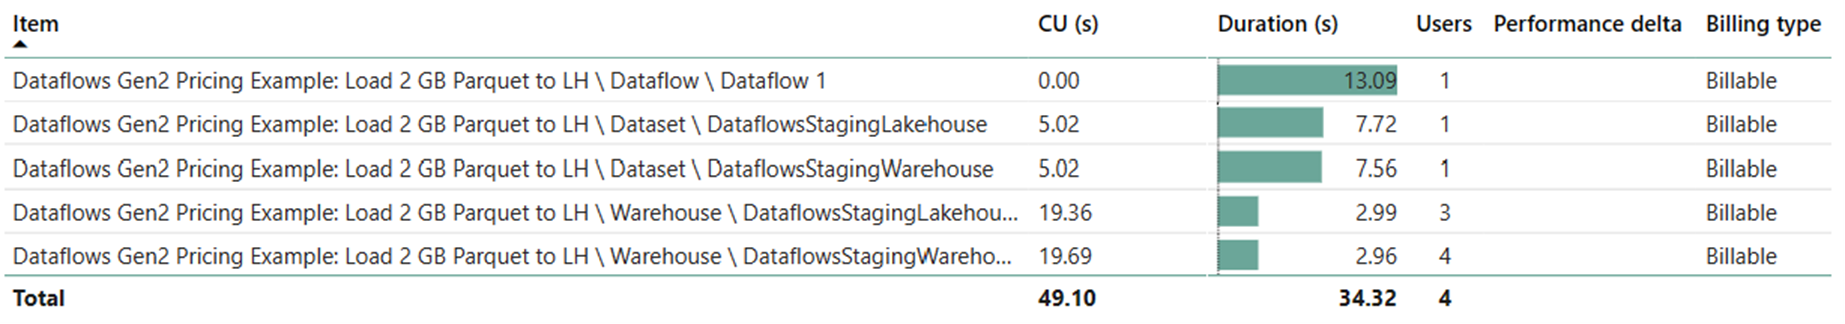 Item CU (s) Duration (s) Users Performance delta Billing type
Dataflows Gen2 Pricing Example: Load 2 GB Parquet to LH \ Dataflow \ Dataflow 1 0.00 13.09 1 Billable
Dataflows Gen2 Pricing Example: Load 2 GB Parquet to LH \ Dataset \ DataflowsStagingLakehouse 5.02 7.72 1 Billable
Dataflows Gen2 Pricing Example: Load 2 GB Parquet to LH \ Dataset \ DataflowsStagingWarehouse 5.02 7.56 1 Billable
Dataflows Gen2 Pricing Example: Load 2 GB Parquet to LH \ Warehouse \ DataflowsStagingLakehou... 19.36 2.99 3 Billable
Dataflows Gen2 Pricing Example: Load 2 GB Parquet to LH \ Warehouse \ DataflowsStagingWareho... 19.69 2.96 4 Billable
Total 49.10 34.32 4